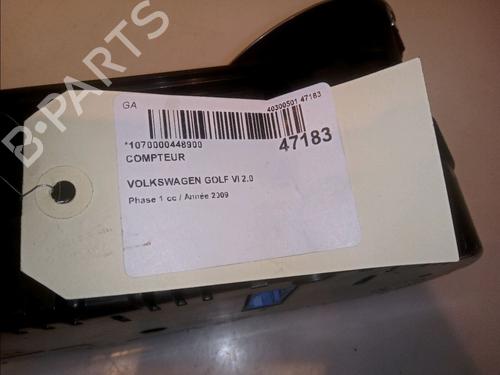 B-PARTS
GA
40300501 47183
*1070000448900
47183
COMPTEUR
VOLKSWAGEN GOLF VI 2.0
Phase 1 cc / Année 2009